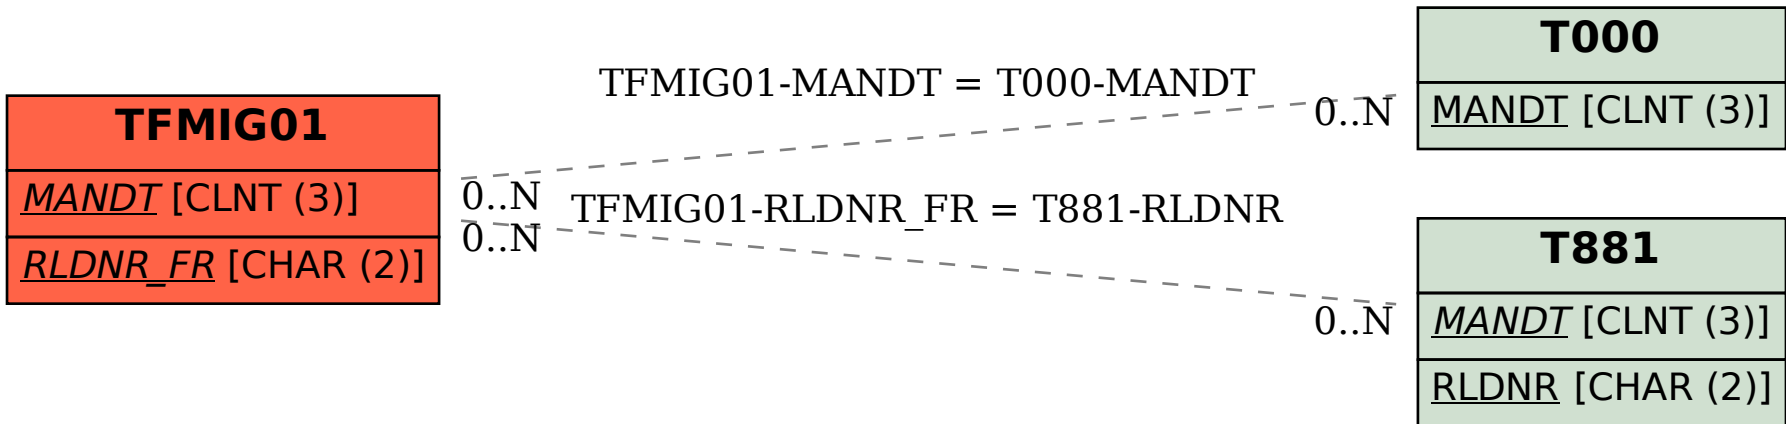 TFMIG01
MANDT [CLNT (3)]
RLDNR_FR [CHAR (2)]
TFMIG01-MANDT = T000-MANDT
0..N
0..N
TFMIG01-RLDNR_FR = T881-RLDNR
0..N
0..N
T000
MANDT [CLNT (3)]
T881
MANDT [CLNT (3)]
RLDNR [CHAR (2)]